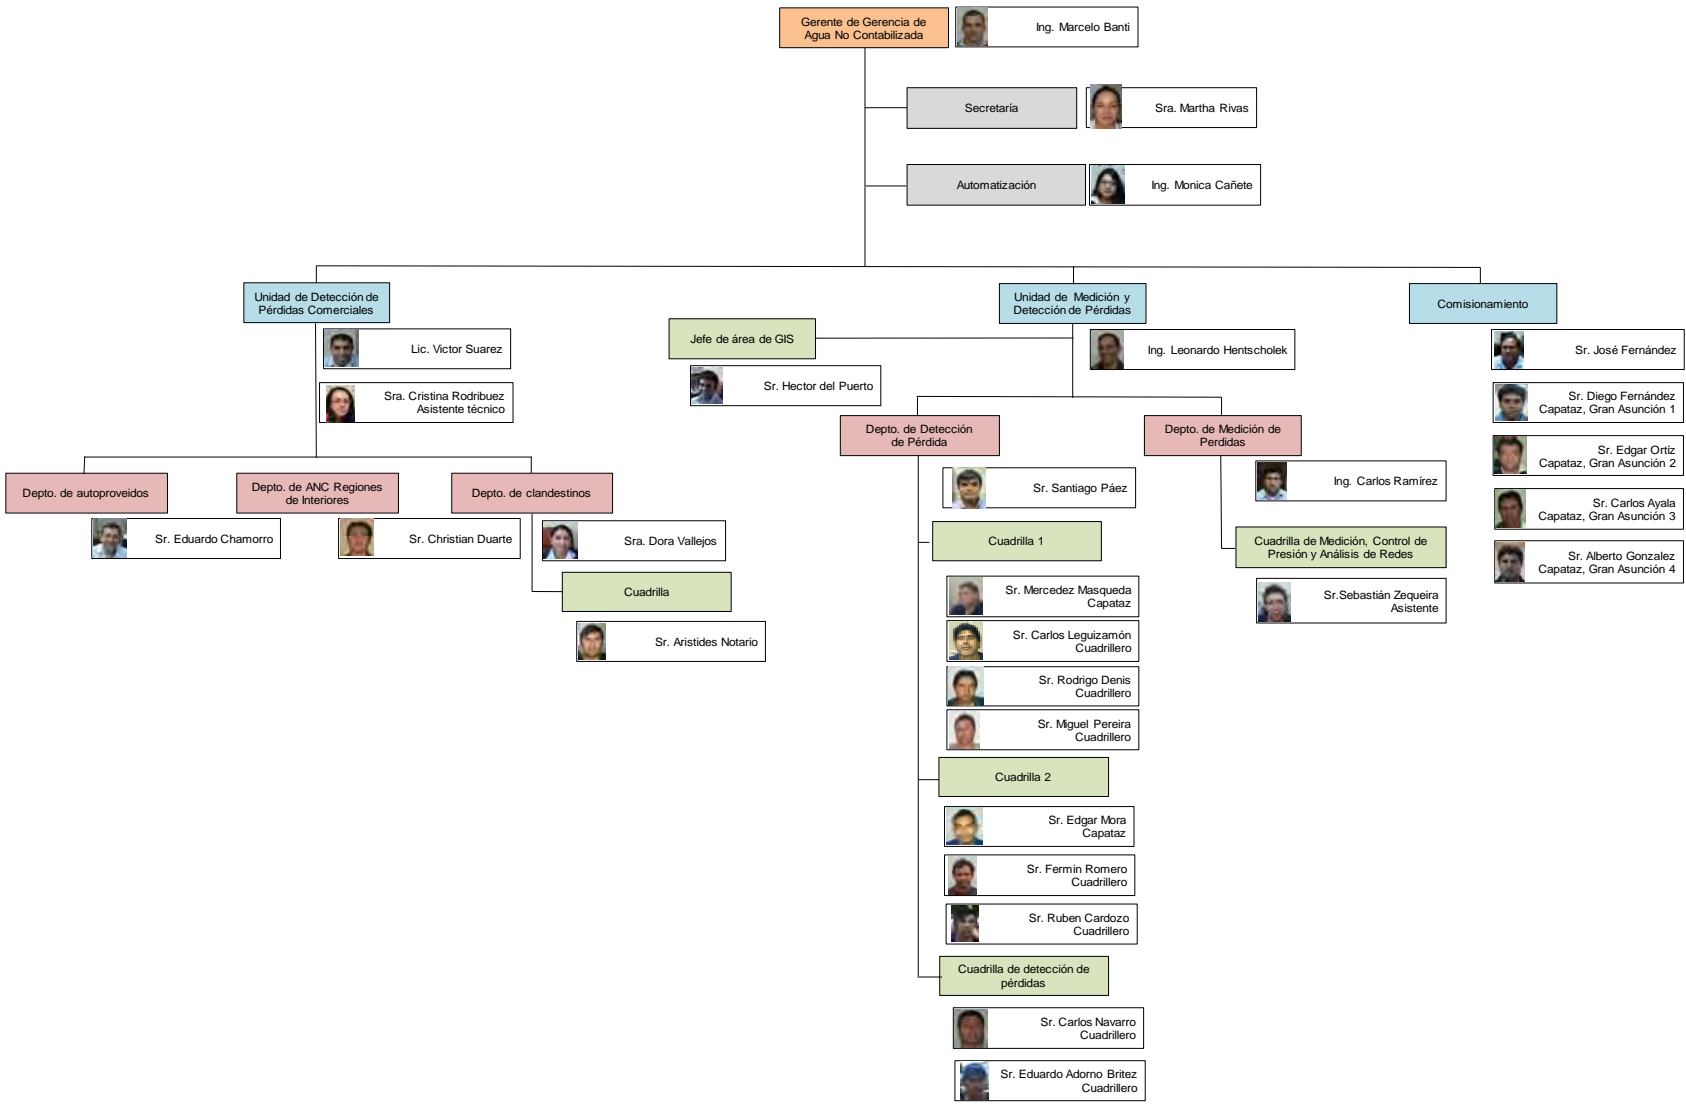 Gerente de Gerencia de
Agua No Contabilizada
Ing. Marcelo Banti
Secretaría
Sra. Martha Rivas
Automatización
Ing. Monica Cañete
Unidad de Detección de
Pérdidas Comerciales
Lic. Victor Suarez
Sra. Cristina Rodribuez
Asistente técnico
Depto. de autoproveidos
Sr. Eduardo Chamorro
Depto. de ANC Regiones
de Interiores
Sr. Christian Duarte
Depto. de clandestinos
Sra. Dora Vallejos
Cuadrilla
Sr. Aristides Notario
Unidad de Medición y
Detección de Pérdidas
Ing. Leonardo Hentscholek
Jefe de área de GIS
Sr. Hector del Puerto
Depto. de Detección
de Pérdida
Sr. Santiago Páez
Cuadrilla 1
Sr. Mercedez Masqueda
Capataz
Sr. Carlos Leguizamón
Cuadrillero
Sr. Rodrigo Denis
Cuadrillero
Sr. Miguel Pereira
Cuadrillero
Cuadrilla 2
Sr. Edgar Mora
Capataz
Sr. Fermin Romero
Cuadrillero
Sr. Ruben Cardozo
Cuadrillero
Cuadrilla de detección de
pérdidas
Sr. Carlos Navarro
Cuadrillero
Sr. Eduardo Adorno Britez
Cuadrillero
Depto. de Medición de
Perdidas
Ing. Carlos Ramírez
Cuadrilla de Medición, Control de
Presión y Análisis de Redes
Sr.Sebastián Zequeira
Asistente
Comisionamiento
Sr. José Fernández
Sr. Diego Fernández
Capataz, Gran Asunción 1
Sr. Edgar Ortíz
Capataz, Gran Asunción 2
Sr. Carlos Ayala
Capataz, Gran Asunción 3
Sr. Alberto Gonzalez
Capataz, Gran Asunción 4